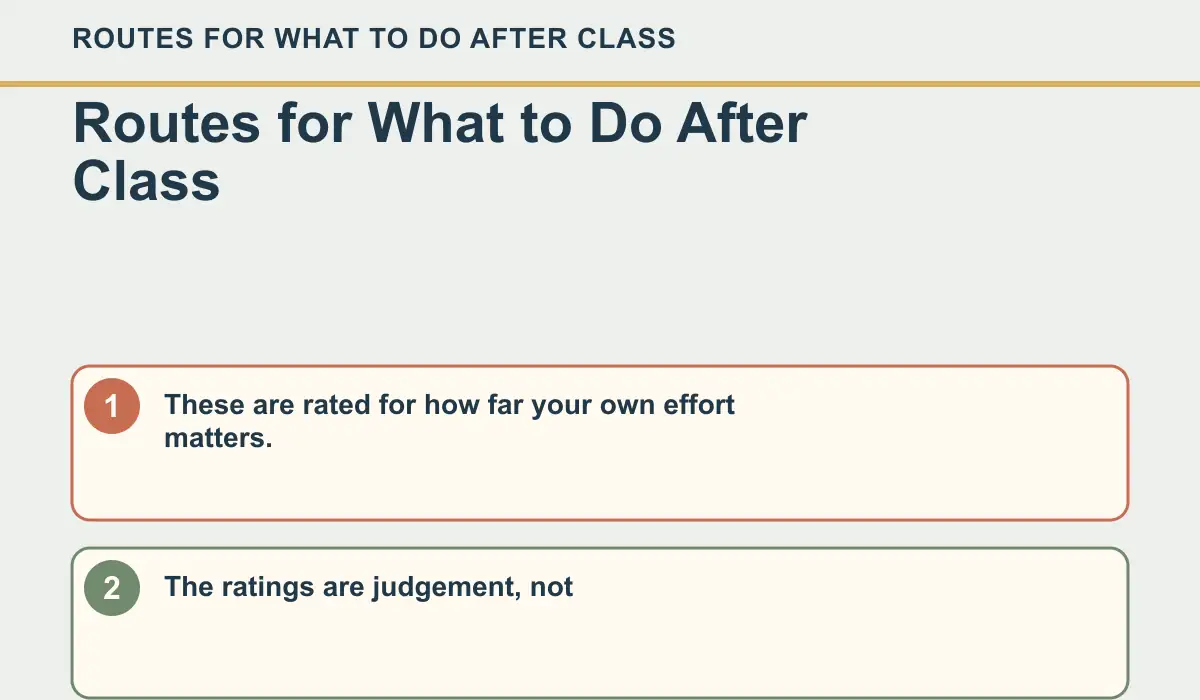 ROUTES FOR WHAT TO DO AFTER CLASS
Routes for What to Do After
Class
1
These are rated for how far your own effort
matters.
2
The ratings are judgement, not